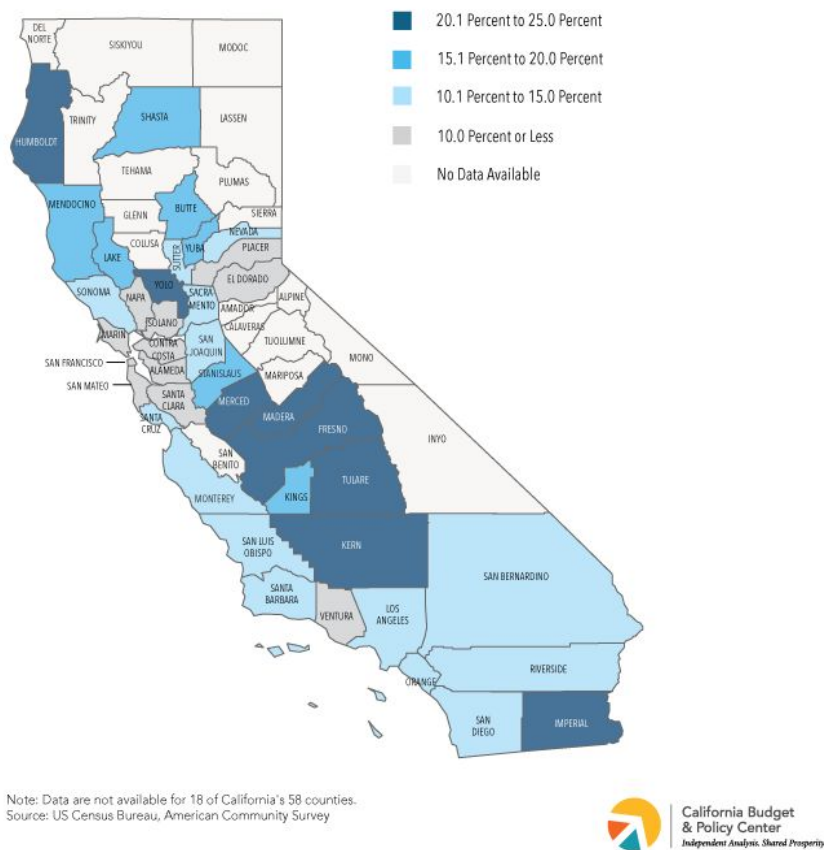 20.1 Percent to 25.0 Percent
15.1 Percent to 20.0 Percent
10.1 Percent to 15.0 Percent
10.0 Percent or Less
No Data Available
DEL
NORTE
SISKIYOU
MODOC
HUMBOLDT
TRINITY
SHASTA
LASSEN
TEHAMA
PLUMAS
MENDOCINO
GLENN
BUTTE
SIERRA
COLUSA
LAKE
SUTTER
YUBA
NEVADA
PLACER
SONOMA
NAPA
YOLO
SACRA
MENTO
EL DORADO
SOLANO
AMADOR
ALPINE
MARIN
CONTRA
COSTA
SAN
JOAQUIN
CALAVERAS
TUOLUMNE
MONO
SAN FRANCISCO
ALAMEDA
STANISLAUS
MARIPOSA
SAN MATEO
SANTA
CLARA
MERCED
MADERA
SANTA
CRUZ
FRESNO
INYO
SAN
BENITO
TULARE
MONTEREY
KINGS
SAN LUIS
OBISPO
KERN
SAN BERNARDINO
SANTA
BARBARA
VENTURA
LOS
ANGELES
ORANGE
RIVERSIDE
SAN
DIEGO
IMPERIAL
Note: Data are not available for 18 of California's 58 counties.
Source: US Census Bureau, American Community Survey
California Budget
& Policy Center
Independent Analysis. Shared Prosperity